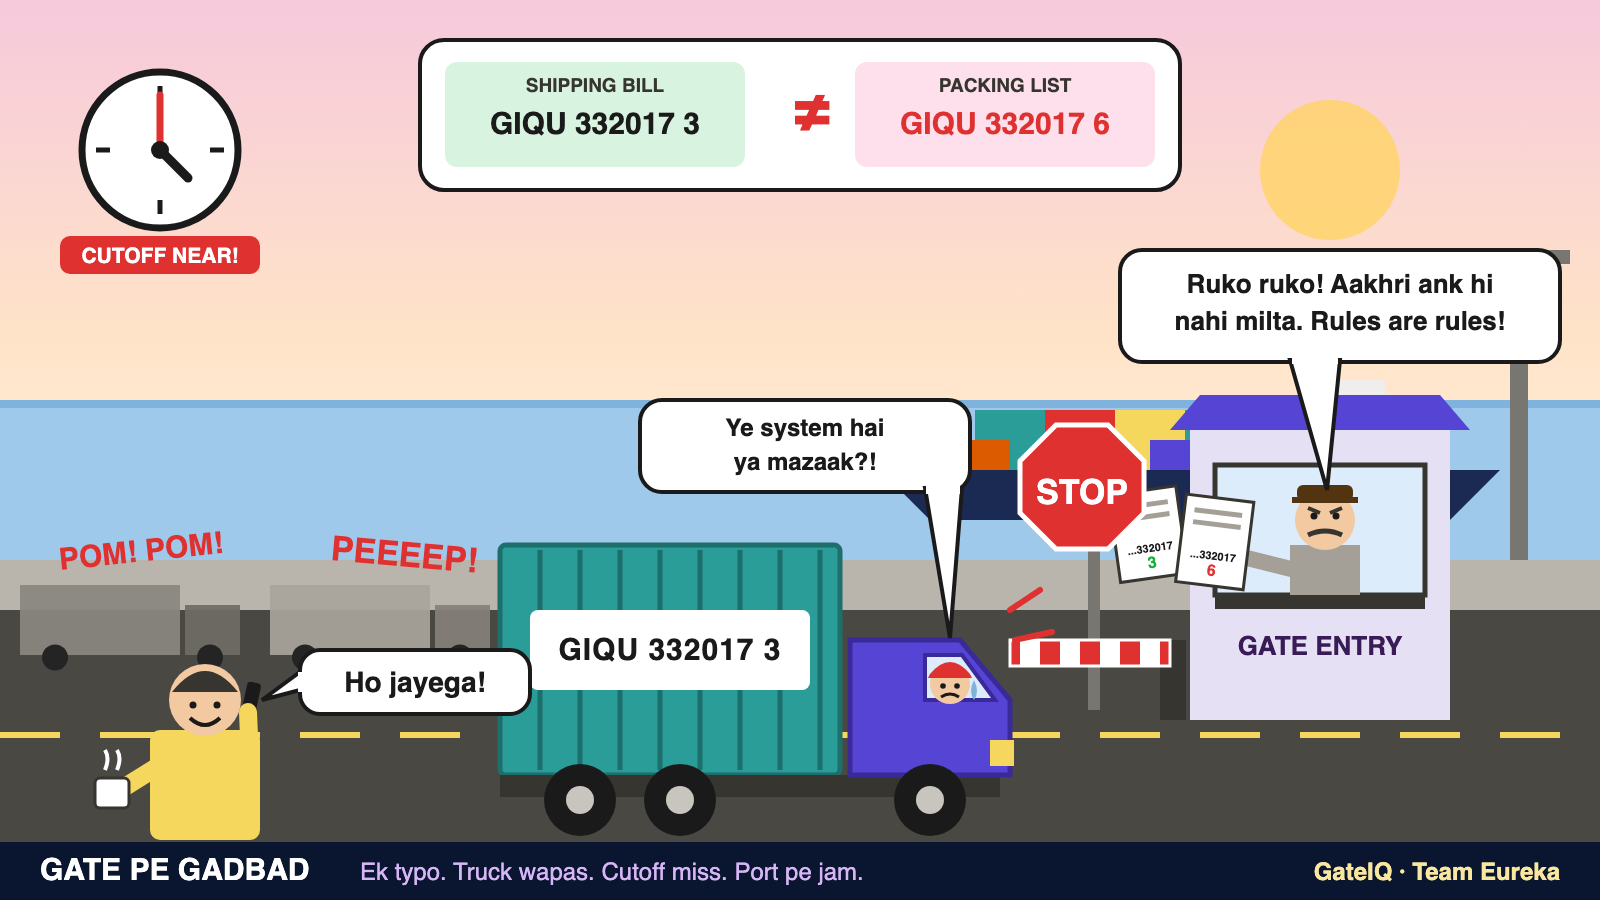 SHIPPING BILL
GIQU 332017 3
≠
PACKING LIST
GIQU 332017 6
CUTOFF NEAR!
Ruko ruko! Aakhri ank hi
nahi milta. Rules are rules!
Ye system hai
ya mazaak?!
STOP
...332017
3
...332017
6
POM! POM!
PEEEEP!
GIQU 332017 3
GATE ENTRY
Ho jayega!
GATE PE GADBAD
Ek typo. Truck wapas. Cutoff miss. Port pe jam.
GateIQ · Team Eureka